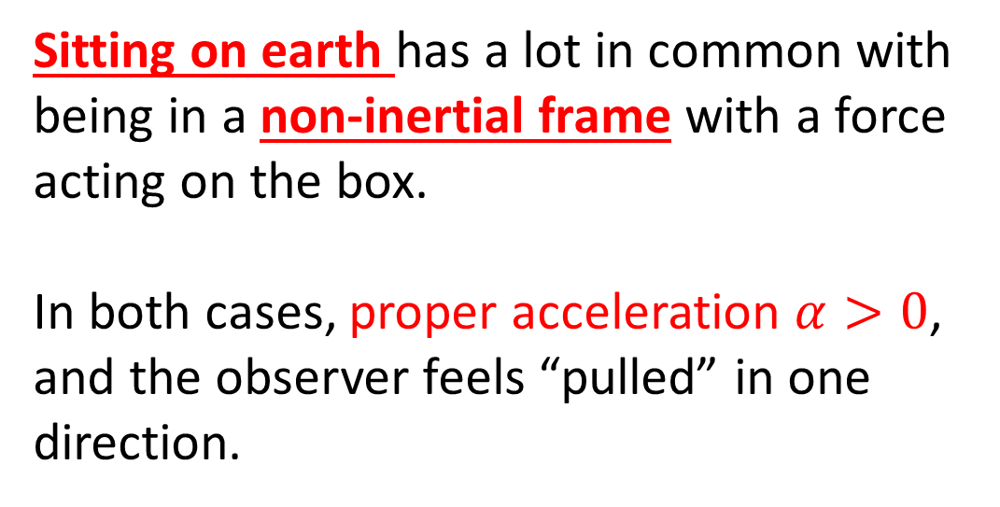 Sitting on earth has a lot in common with
being in a non-inertial frame with a force
acting on the box.
In both cases, proper acceleration α > 0,
and the observer feels “pulled” in one
direction.